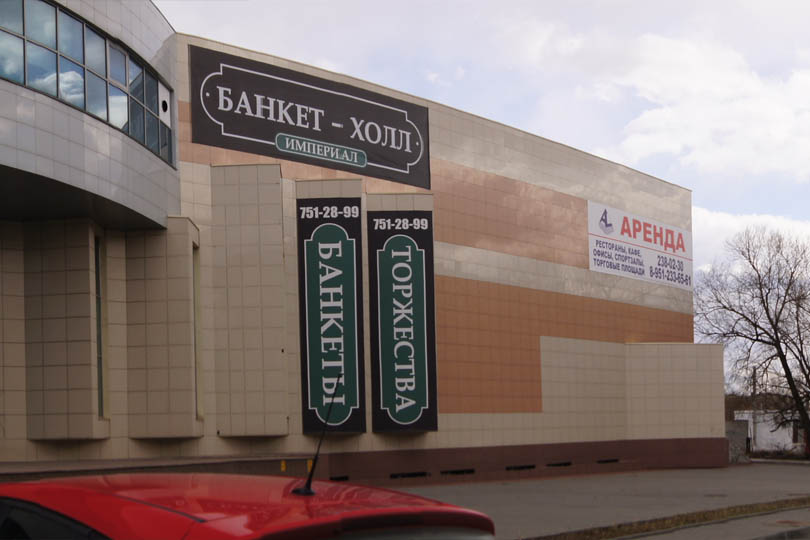 БАНКЕТ – ХОЛЛ
ИМПЕРИАЛ
751-28-99
БАНКЕТЫ
751-28-99
ТОРЖЕСТВА
АРЕНДА
РЕСТОРАНЫ, КАФЕ,
ОФИСЫ, СПОРТЗАЛЫ,
ТОРГОВЫЕ ПЛОЩАДИ
238-02-30
8-951-233-65-61